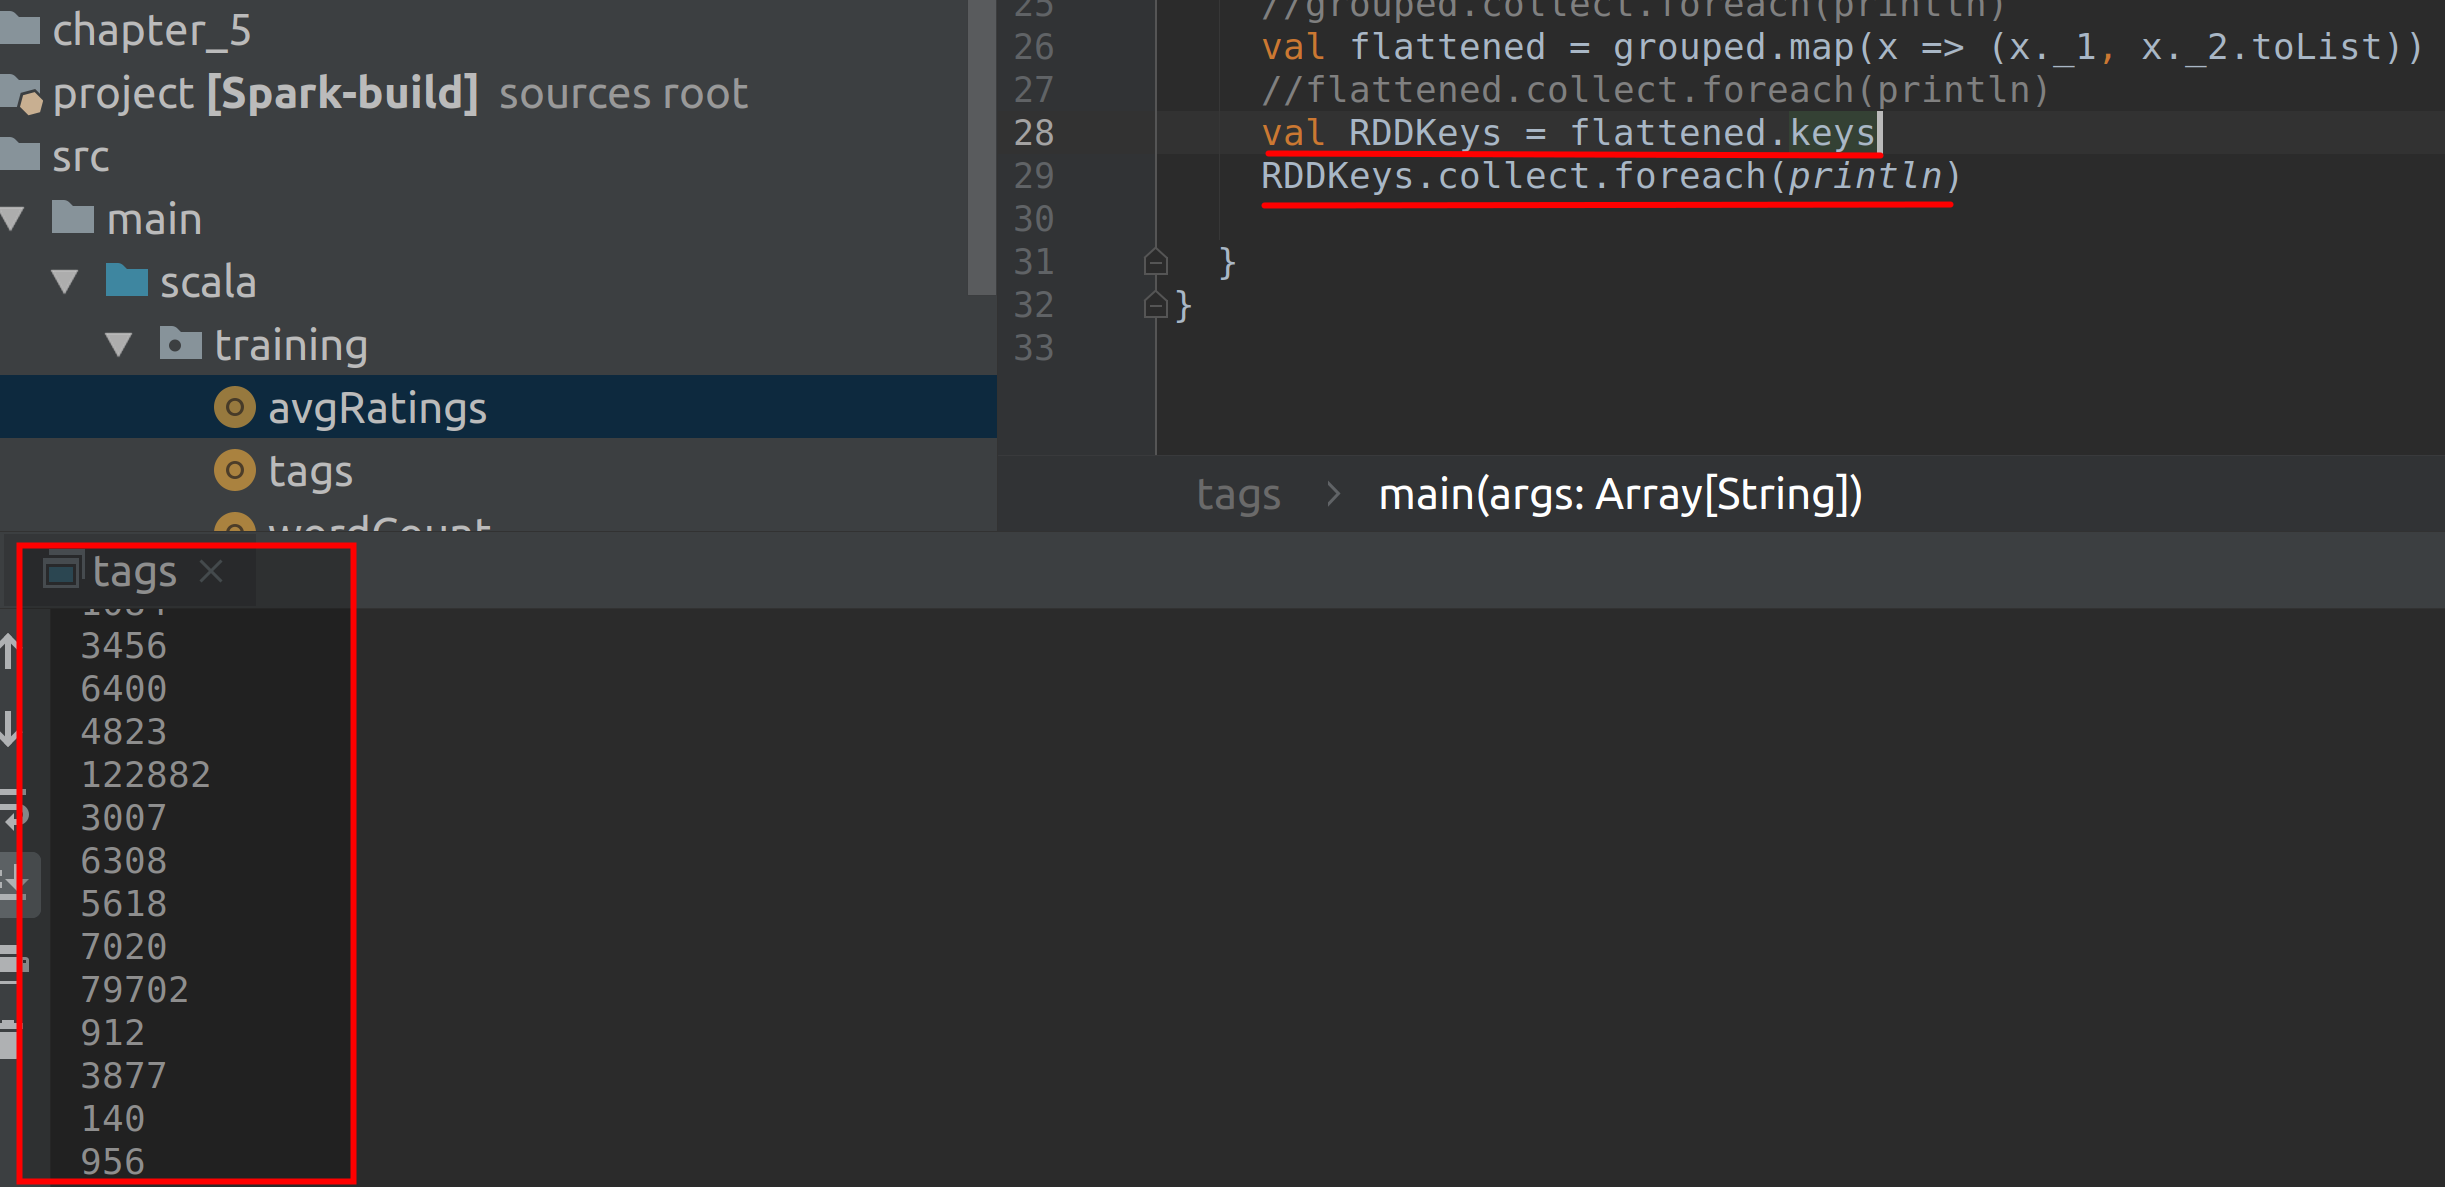 chapter_5
project [Spark-build] sources root
src
main
scala
training
avgRatings
tags
wordCount
25 //grouped.collect.foreach(println)
26 val flattened = grouped.map(x => (x._1, x._2.toList))
27 //flattened.collect.foreach(println)
28 val RDDKeys = flattened.keys
29 RDDKeys.collect.foreach(println)
30
31 }
32 }
33
tags > main(args: Array[String])
tags
3456
6400
4823
122882
3007
6308
5618
7020
79702
912
3877
140
956